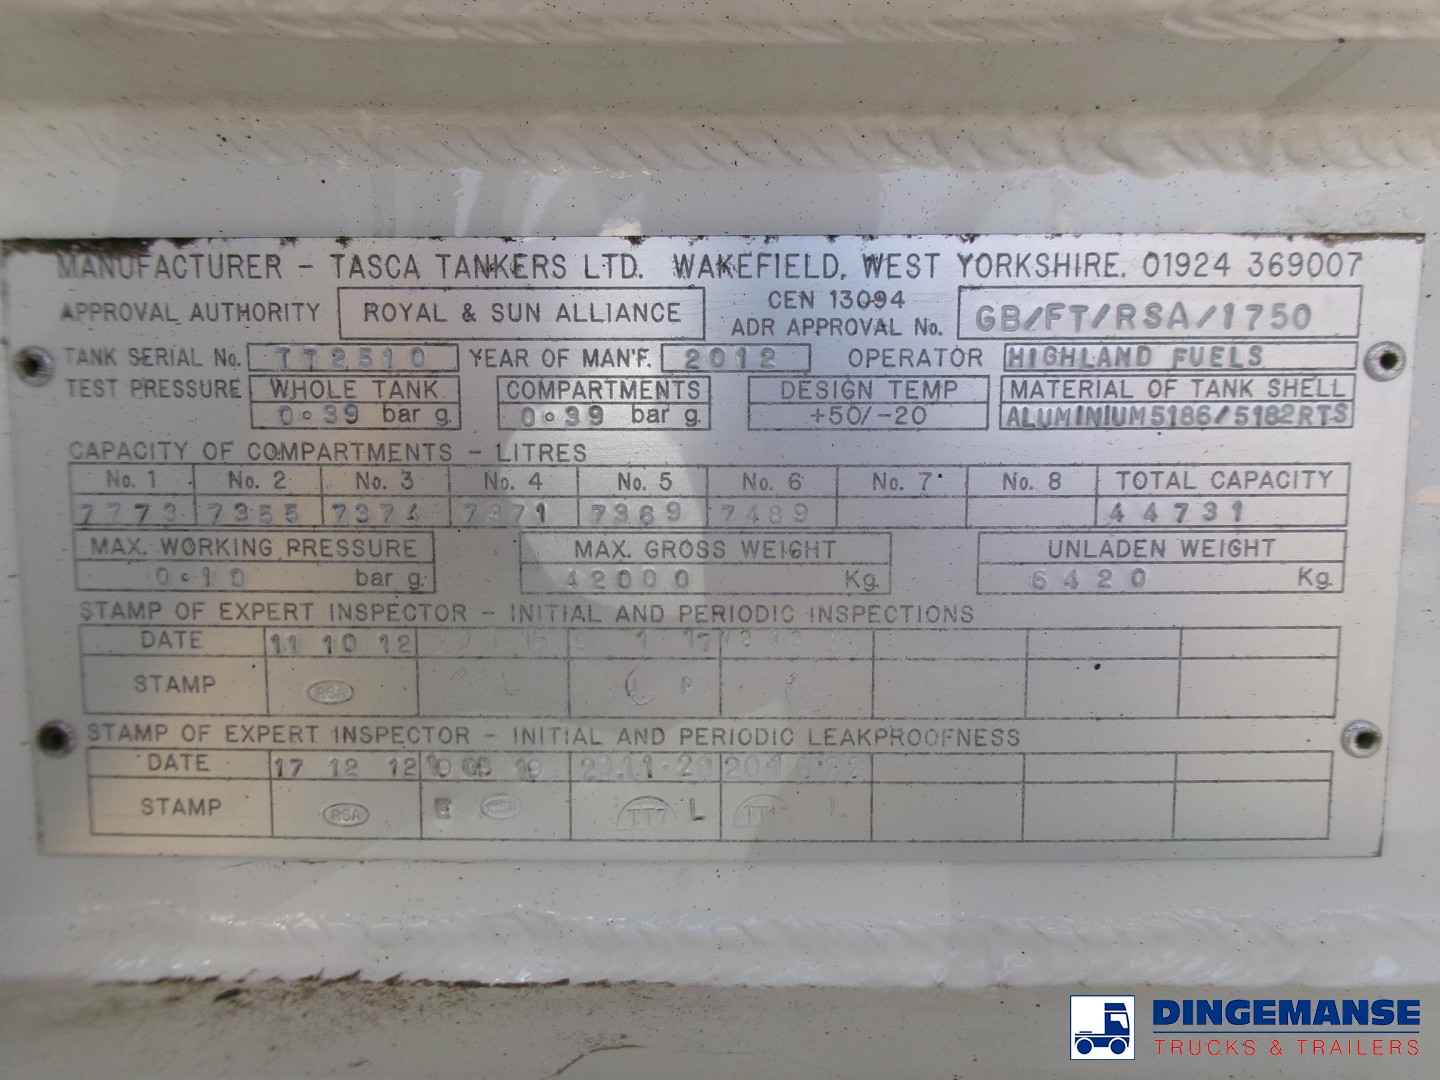 MANUFACTURER - TASCA TANKERS LTD. WAKEFIELD, WEST YORKSHIRE. 01924 369007
APPROVAL AUTHORITY ROYAL & SUN ALLIANCE CEN 13094 ADR APPROVAL No. GB/FT/RSA/1750
TANK SERIAL No. 772510 YEAR OF MAN'F. 2012 OPERATOR HIGHLAND FUELS
TEST PRESSURE WHOLE TANK COMPARTMENTS DESIGN TEMP MATERIAL OF TANK SHELL
0.39 bar g. 0.39 bar g. +50/-20 ALUMINIUM5186/5182RTS
CAPACITY OF COMPARTMENTS - LITRES
No. 1 No. 2 No. 3 No. 4 No. 5 No. 6 No. 7 No. 8 TOTAL CAPACITY
7773 7355 7374 7371 7369 7489 44731
MAX. WORKING PRESSURE MAX. GROSS WEIGHT UNLADEN WEIGHT
0.10 bar g. 42000 Kg. 6420 Kg.
STAMP OF EXPERT INSPECTOR - INITIAL AND PERIODIC INSPECTIONS
DATE 11 10 12
STAMP RSA
STAMP OF EXPERT INSPECTOR - INITIAL AND PERIODIC LEAKPROOFNESS
DATE 17 12 12
STAMP RSA E TT7 L
DINGEMANSE
TRUCKS & TRAILERS